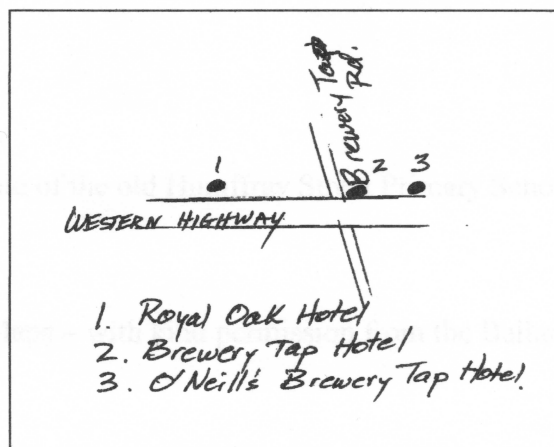 Brewery Tap
Rd.
1
2
3
WESTERN HIGHWAY
1. Royal Oak Hotel
2. Brewery Tap Hotel
3. O'Neill's Brewery Tap Hotel.